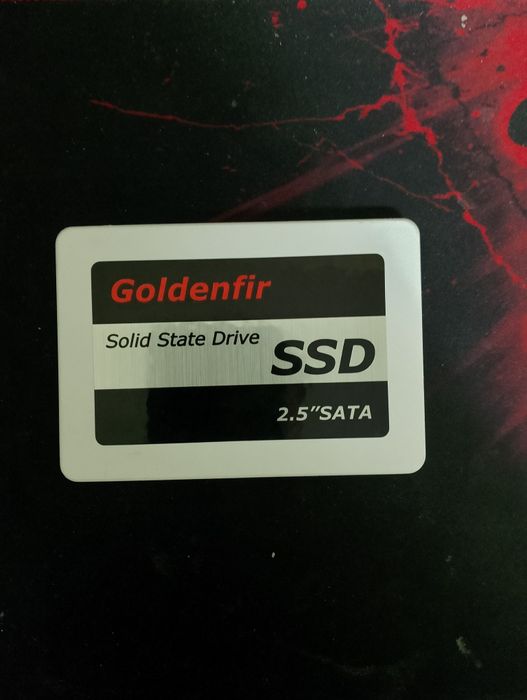 Goldenfir
Solid State Drive
SSD
2.5”SATA